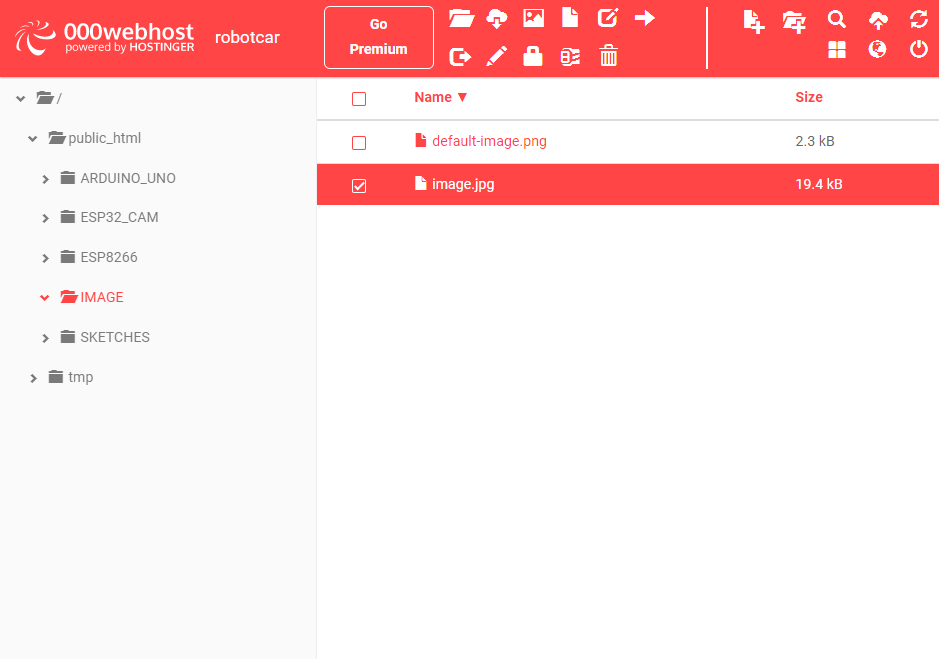 000webhost
powered by HOSTINGER
robotcar
Go
Premium
/
public_html
ARDUINO_UNO
ESP32_CAM
ESP8266
IMAGE
SKETCHES
tmp
Name ▼ Size
default-image.png 2.3 kB
image.jpg 19.4 kB